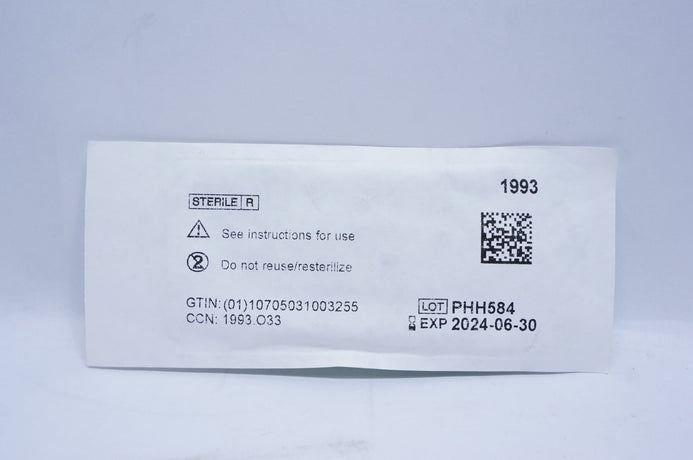 1993
STERILE R
See instructions for use
2 Do not reuse/resterilize
GTIN: (01)10705031003255
CCN: 1993.O33
LOT PHH584
EXP 2024-06-30